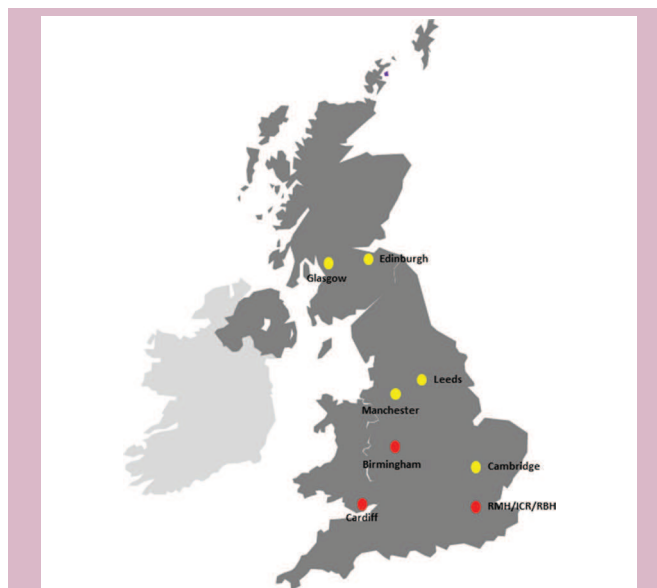 Edinburgh
Glasgow
Leeds
Manchester
Birmingham
Cambridge
RMH/ICR/RBH
Cardiff